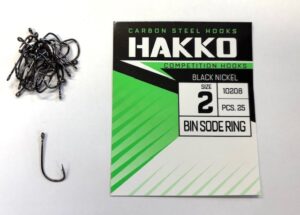 CARBON STEEL HOOKS
HAKKO
COMPETITION HOOKS
BLACK NICKEL
SIZE
2
10208
PCS. 25
BIN SODE RING